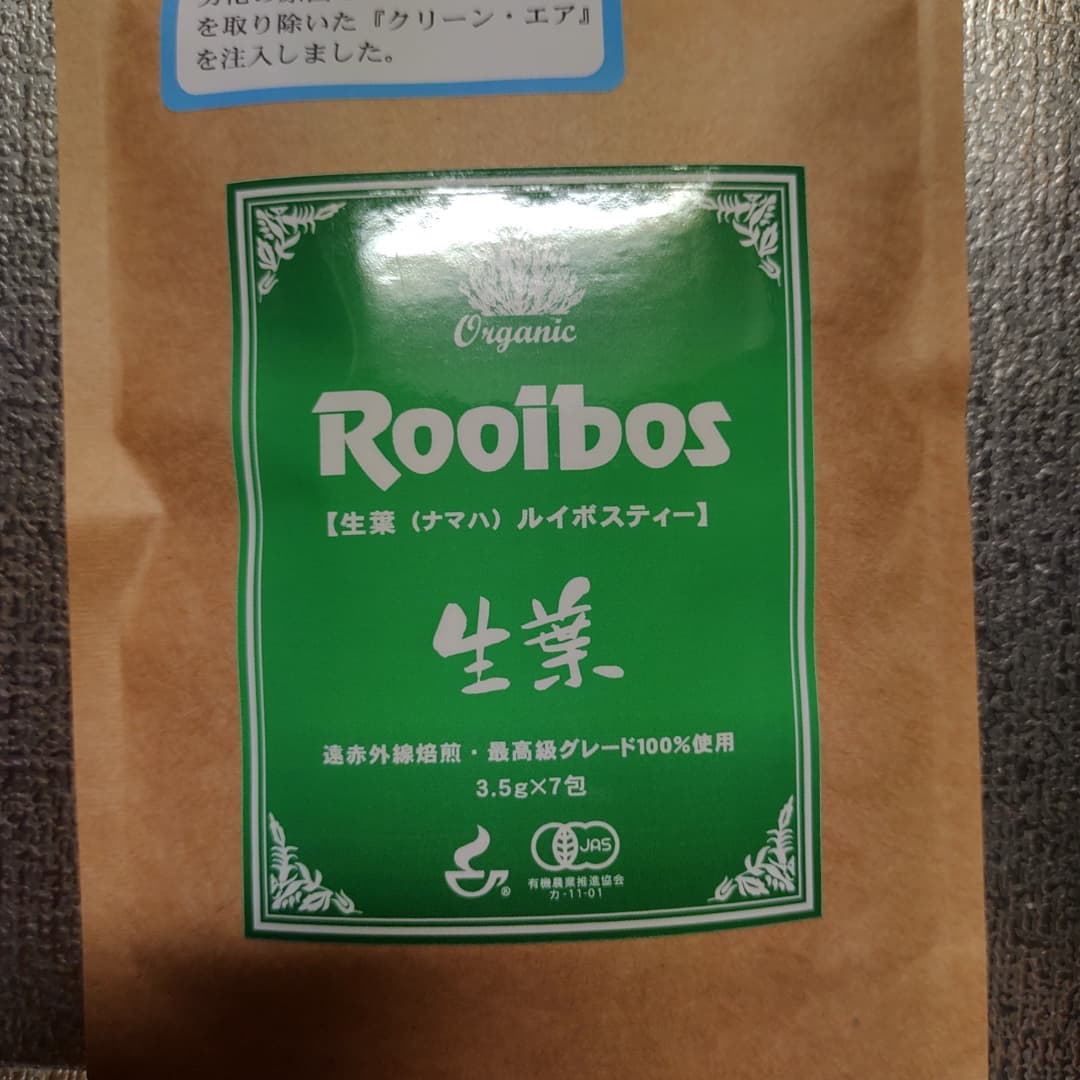 を取り除いた『クリーン・エア』
を注入しました。
Organic
Rooibos
【生葉（ナマハ）ルイボスティー】
生葉
遠赤外線焙煎・最高級グレード100%使用
3.5g×7包
®
JAS
有機農業推進協会
カ-11-01